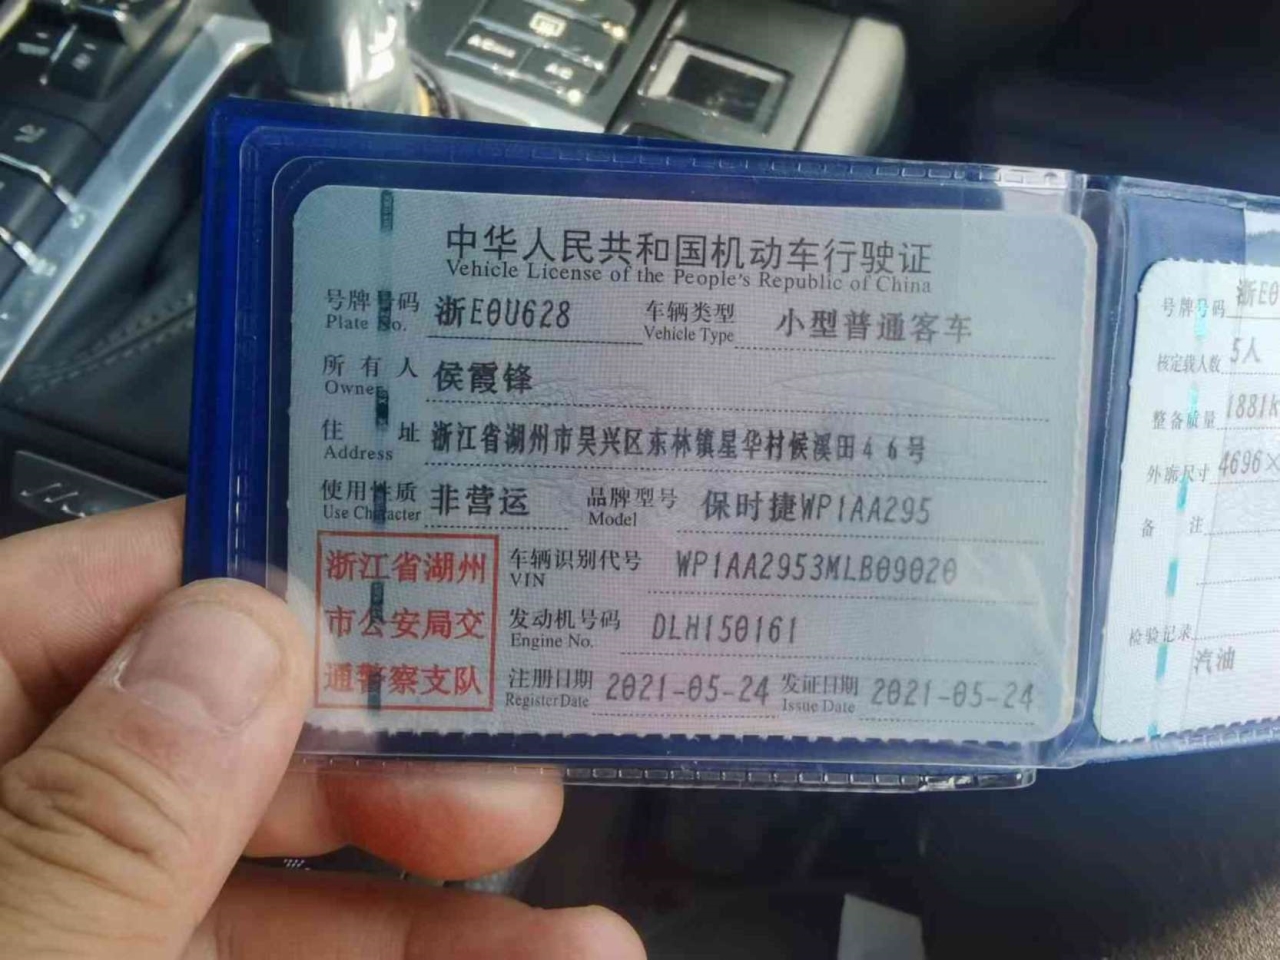 A/C MAX
A/C
中华人民共和国机动车行驶证
Vehicle License of the People's Republic of China
号牌号码 浙E0U628 车辆类型 小型普通客车
Plate No. Vehicle Type
所有人 侯霞锋
Owner
住址 浙江省湖州市吴兴区东林镇星华村候溪田46号
Address
使用性质 非营运 品牌型号 保时捷WP1AA295
Use Character Model
浙江省湖州
市公安局交
通警察支队
车辆识别代号 WP1AA2953MLB09020
VIN
发动机号码 DLH150161
Engine No.
注册日期 2021-05-24 发证日期 2021-05-24
Register Date Issue Date
号牌号码 浙E0
核定载人数 5人
整备质量 1881k
外廓尺寸 4696×
备注
检验记录
汽油